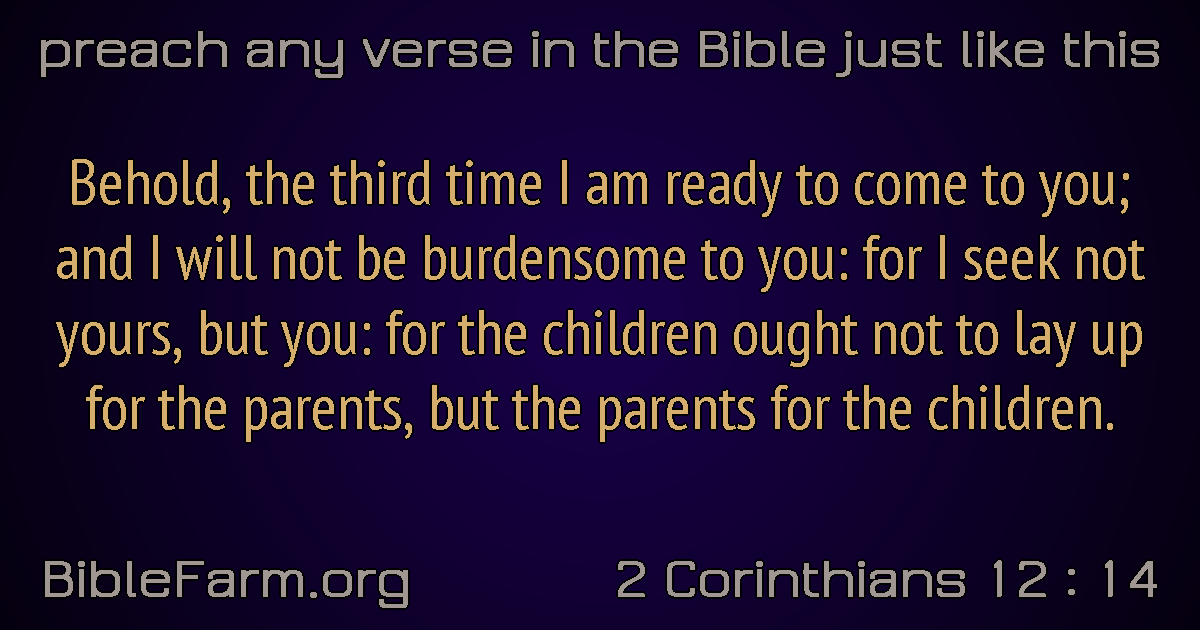 preach any verse in the Bible just like this
Behold, the third time I am ready to come to you;
and I will not be burdensome to you: for I seek not
yours, but you: for the children ought not to lay up
for the parents, but the parents for the children.
BibleFarm.org
2 Corinthians 12 : 14